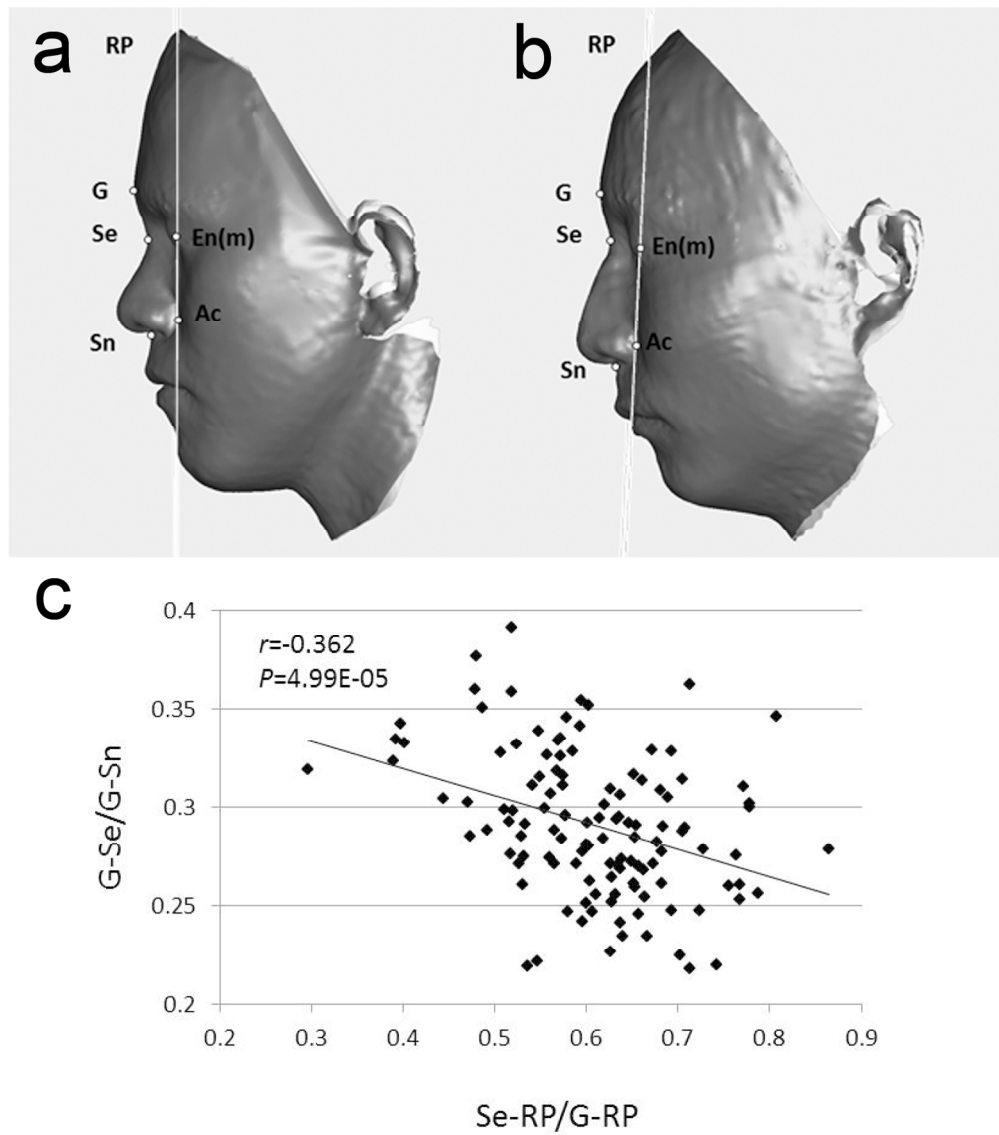 a
RP
G
Se
En(m)
Ac
Sn
b
RP
G
Se
En(m)
Ac
Sn
c
r=-0.362
P=4.99E-05
G-Se/G-Sn
0.4
0.35
0.3
0.25
0.2
0.2 0.3 0.4 0.5 0.6 0.7 0.8 0.9
Se-RP/G-RP